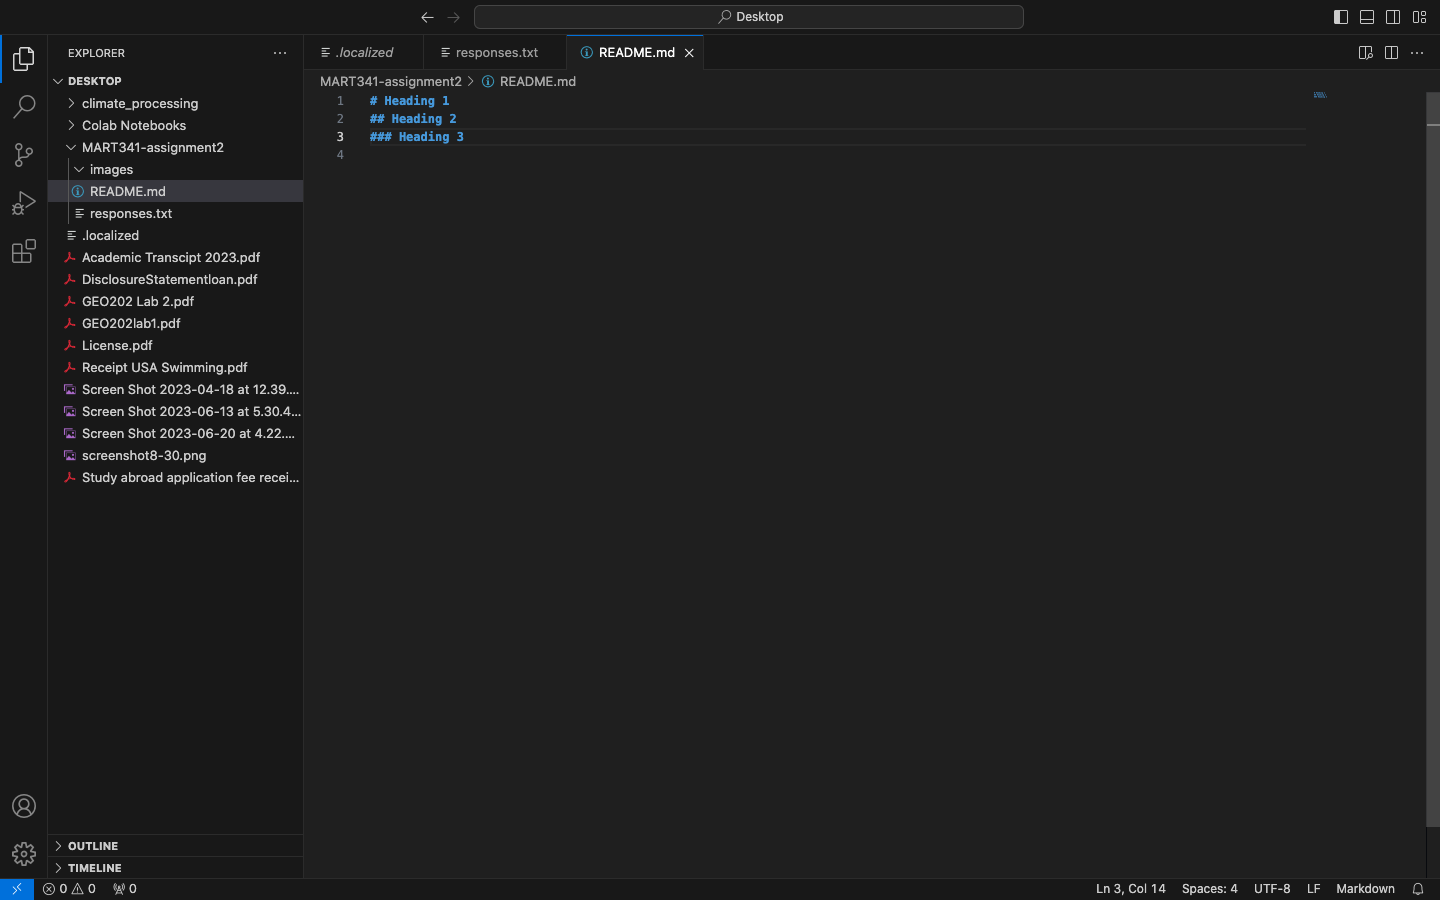 Desktop
EXPLORER
DESKTOP
climate_processing
Colab Notebooks
MART341-assignment2
images
README.md
responses.txt
.localized
Academic Transcipt 2023.pdf
DisclosureStatementloan.pdf
GEO202 Lab 2.pdf
GEO202lab1.pdf
License.pdf
Receipt USA Swimming.pdf
Screen Shot 2023-04-18 at 12.39....
Screen Shot 2023-06-13 at 5.30.4...
Screen Shot 2023-06-20 at 4.22....
screenshot8-30.png
Study abroad application fee recei...
OUTLINE
TIMELINE
.localized
responses.txt
README.md
MART341-assignment2 > README.md
1 # Heading 1
2 ## Heading 2
3 ### Heading 3
4
0 0 0
Ln 3, Col 14 Spaces: 4 UTF-8 LF Markdown